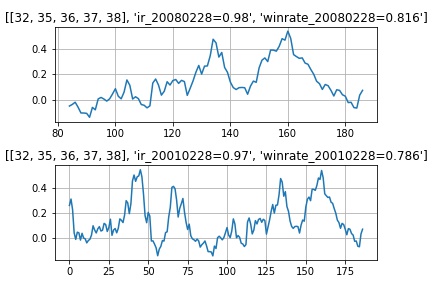 [[32, 35, 36, 37, 38], 'ir_20080228=0.98', 'winrate_20080228=0.816']
0.4
0.2
0.0
80 100 120 140 160 180
[[32, 35, 36, 37, 38], 'ir_20010228=0.97', 'winrate_20010228=0.786']
0.4
0.2
0.0
0 25 50 75 100 125 150 175